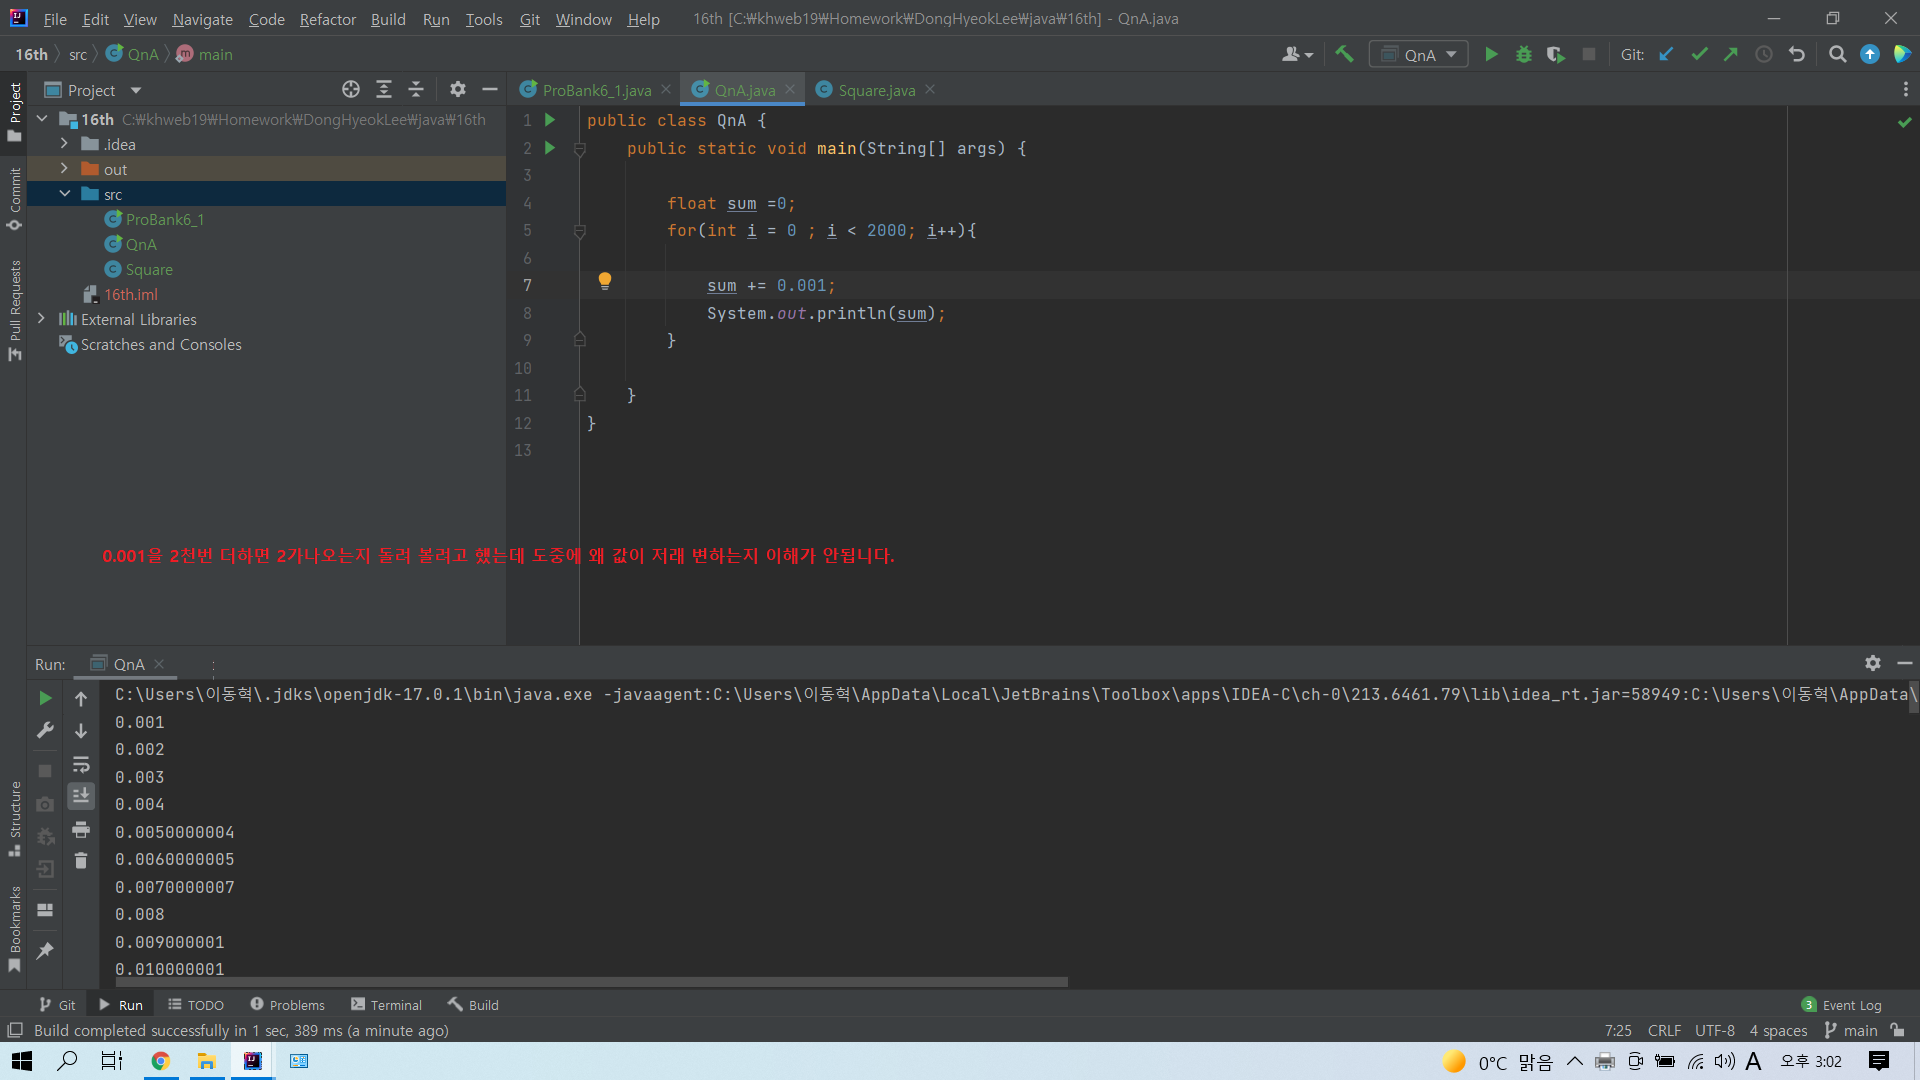 File Edit View Navigate Code Refactor Build Run Tools Git Window Help 16th [C:₩khweb19₩Homework₩DongHyeokLee₩java₩16th] - QnA.java
16th src QnA main QnA Git:
Project ProBank6_1.java QnA.java Square.java
16th C:₩khweb19₩Homework₩DongHyeokLee₩java₩16th
.idea
out
src
ProBank6_1
QnA
Square
16th.iml
External Libraries
Scratches and Consoles
Project
Commit
Pull Requests
Structure
Bookmarks
1 public class QnA {
2 public static void main(String[] args) {
3
4 float sum =0;
5 for(int i = 0 ; i < 2000; i++){
6
7 sum += 0.001;
8 System.out.println(sum);
9 }
10
11 }
12 }
13
0.001을 2천번 더하면 2가나오는지 돌려 볼려고 했는데 도중에 왜 값이 저래 변하는지 이헤가 안됩니다.
Run: QnA
C:\Users\이동혁\.jdks\openjdk-17.0.1\bin\java.exe -javaagent:C:\Users\이동혁\AppData\Local\JetBrains\Toolbox\apps\IDEA-C\ch-0\213.6461.79\lib\idea_rt.jar=58949:C:\Users\이동혁\AppData\
0.001
0.002
0.003
0.004
0.0050000004
0.0060000005
0.0070000007
0.008
0.009000001
0.010000001
Git Run TODO Problems Terminal Build 3 Event Log
Build completed successfully in 1 sec, 389 ms (a minute ago) 7:25 CRLF UTF-8 4 spaces main
0°C 맑음 A 오후 3:02